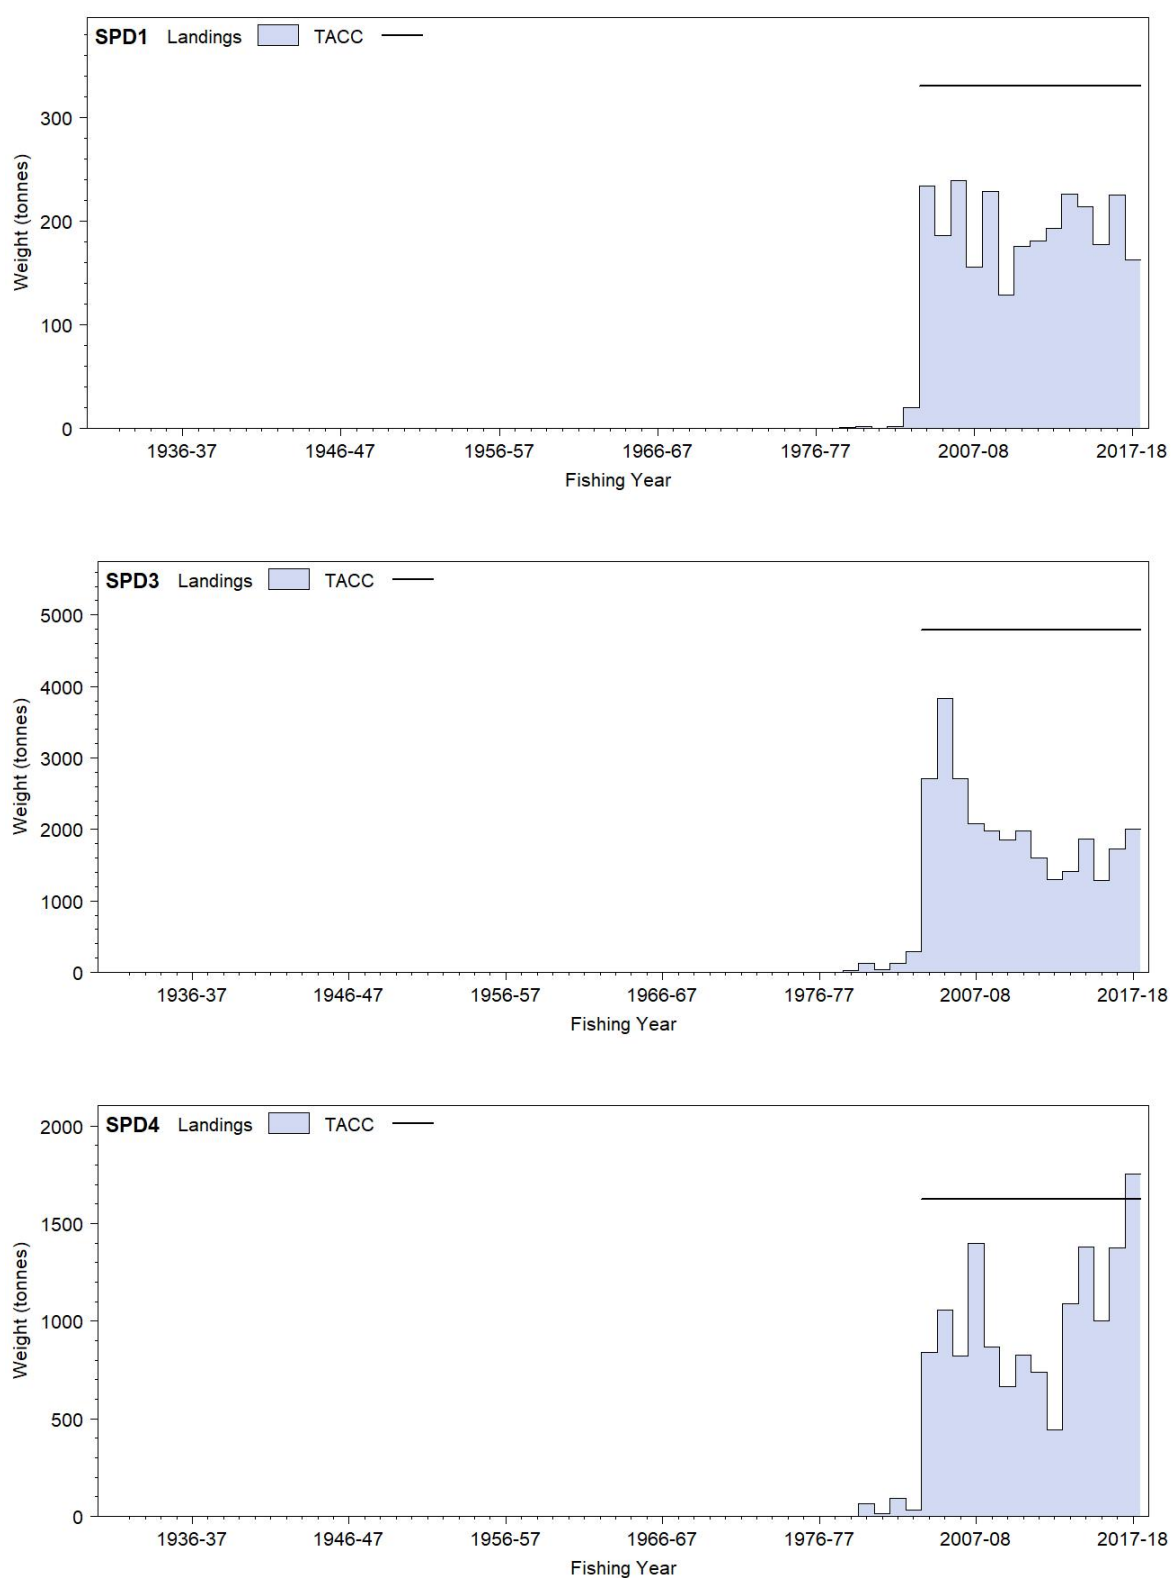 SPD1 Landings TACC
300
200
100
0
Weight (tonnes)
1936-37 1946-47 1956-57 1966-67 1976-77 2007-08 2017-18
Fishing Year
SPD3 Landings TACC
5000
4000
3000
2000
1000
0
Weight (tonnes)
1936-37 1946-47 1956-57 1966-67 1976-77 2007-08 2017-18
Fishing Year
SPD4 Landings TACC
2000
1500
1000
500
0
Weight (tonnes)
1936-37 1946-47 1956-57 1966-67 1976-77 2007-08 2017-18
Fishing Year